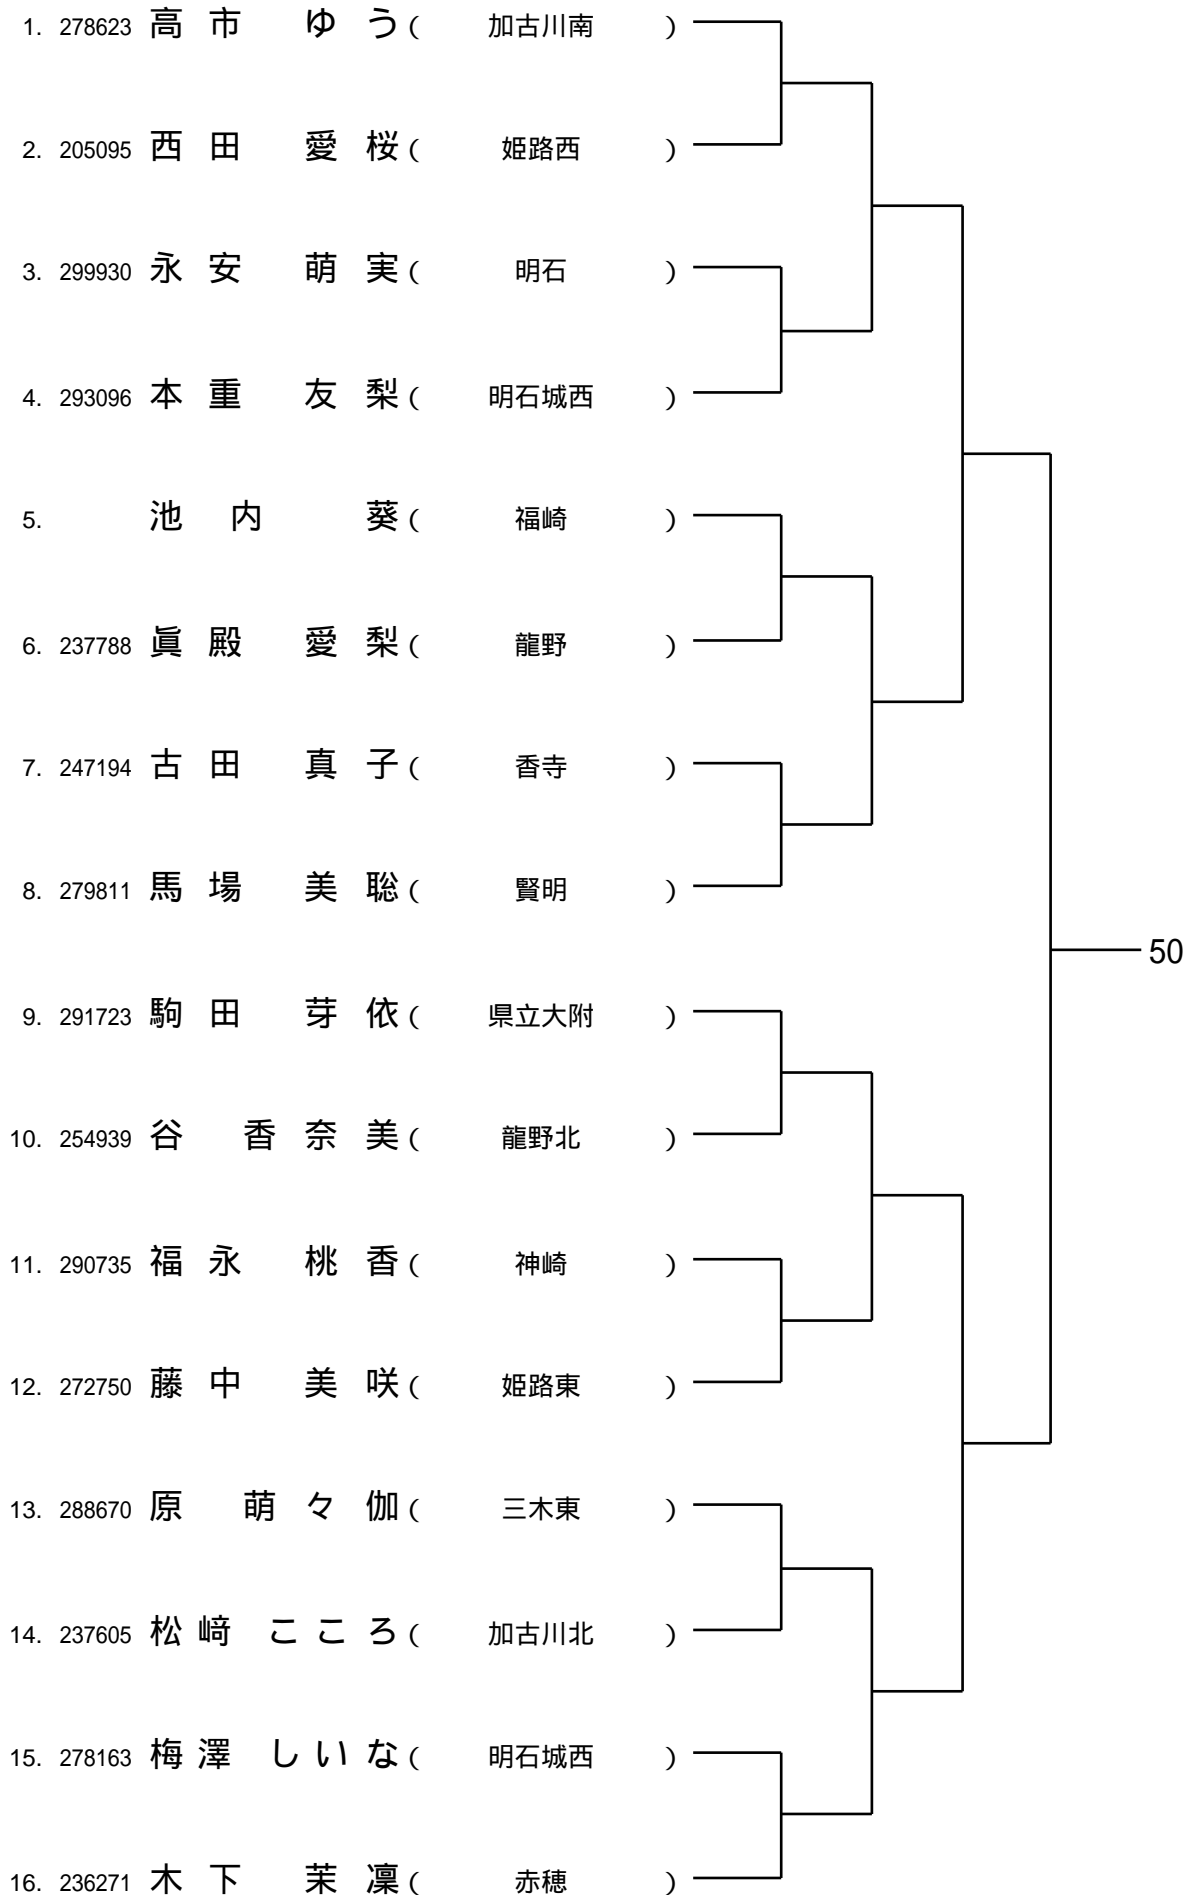 1. 278623 高市 ゆう ( 加古川南 )
2. 205095 西田 愛桜 ( 姫路西 )
3. 299930 永安 萌実 ( 明石 )
4. 293096 本重 友梨 ( 明石城西 )
5. 池内 葵 ( 福崎 )
6. 237788 眞殿 愛梨 ( 龍野 )
7. 247194 古田 真子 ( 香寺 )
8. 279811 馬場 美聡 ( 賢明 )
50
9. 291723 駒田 芽依 ( 県立大附 )
10. 254939 谷 香奈美 ( 龍野北 )
11. 290735 福永 桃香 ( 神崎 )
12. 272750 藤中 美咲 ( 姫路東 )
13. 288670 原 萌々伽 ( 三木東 )
14. 237605 松﨑 こころ ( 加古川北 )
15. 278163 梅澤 しいな ( 明石城西 )
16. 236271 木下 茉凜 ( 赤穂 )